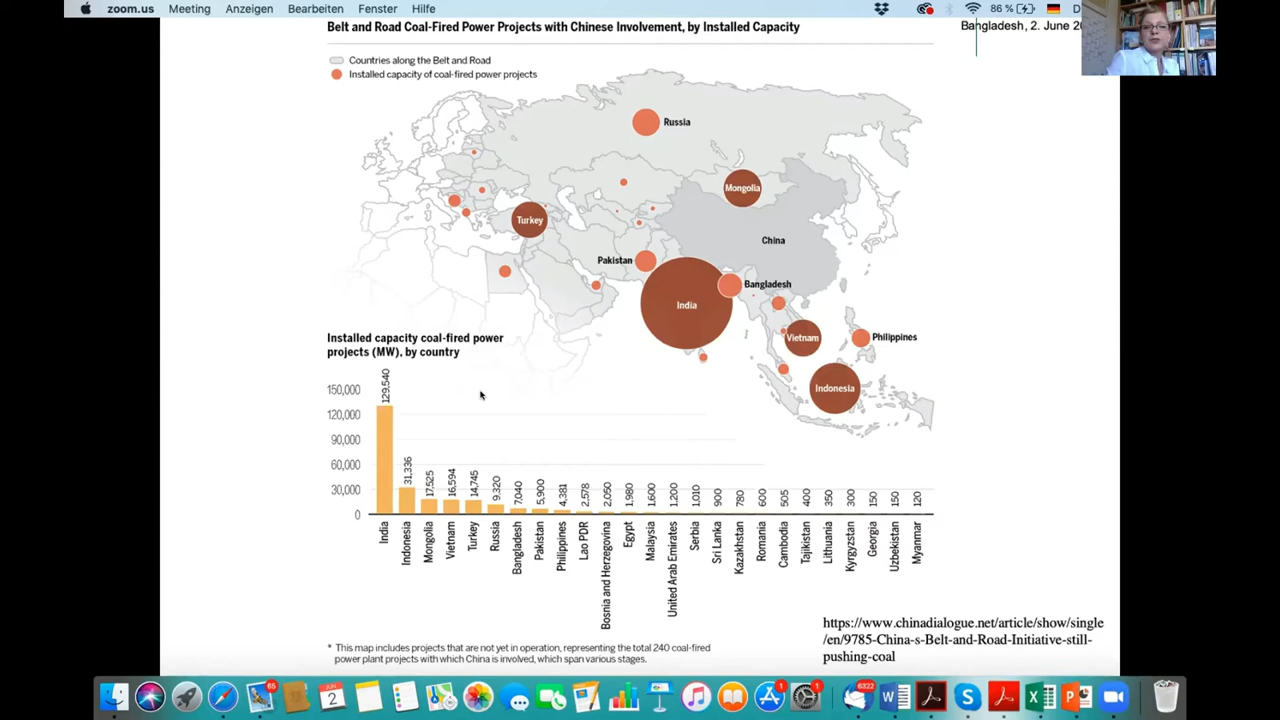 zoom.us Meeting Anzeigen Bearbeiten Fenster Hilfe 86 % D
Belt and Road Coal-Fired Power Projects with Chinese Involvement, by Installed Capacity
Bangladesh, 2. June
Countries along the Belt and Road
Installed capacity of coal-fired power projects
Russia
Mongolia
Turkey
China
Pakistan
Bangladesh
India
Vietnam
Philippines
Indonesia
Installed capacity coal-fired power
projects (MW), by country
150,000
120,000
90,000
60,000
30,000
0
129,540 31,336 17,525 16,594 14,745 9,320 7,040 5,900 4,381 2,578 2,050 1,980 1,600 1,200 1,010 900 780 600 505 400 350 300 150 150 120
India Indonesia Mongolia Vietnam Turkey Russia Bangladesh Pakistan Philippines Lao PDR Bosnia and Herzegovina Egypt Malaysia United Arab Emirates Serbia Sri Lanka Kazakhstan Romania Cambodia Tajikistan Lithuania Kyrgyzstan Georgia Uzbekistan Myanmar
https://www.chinadialogue.net/article/show/single
/en/9785-China-s-Belt-and-Road-Initiative-still-
pushing-coal
* This map includes projects that are not yet in operation, representing the total 240 coal-fired
power plant projects with which China is involved, which span various stages.
65 JUN 2 1 1 6322